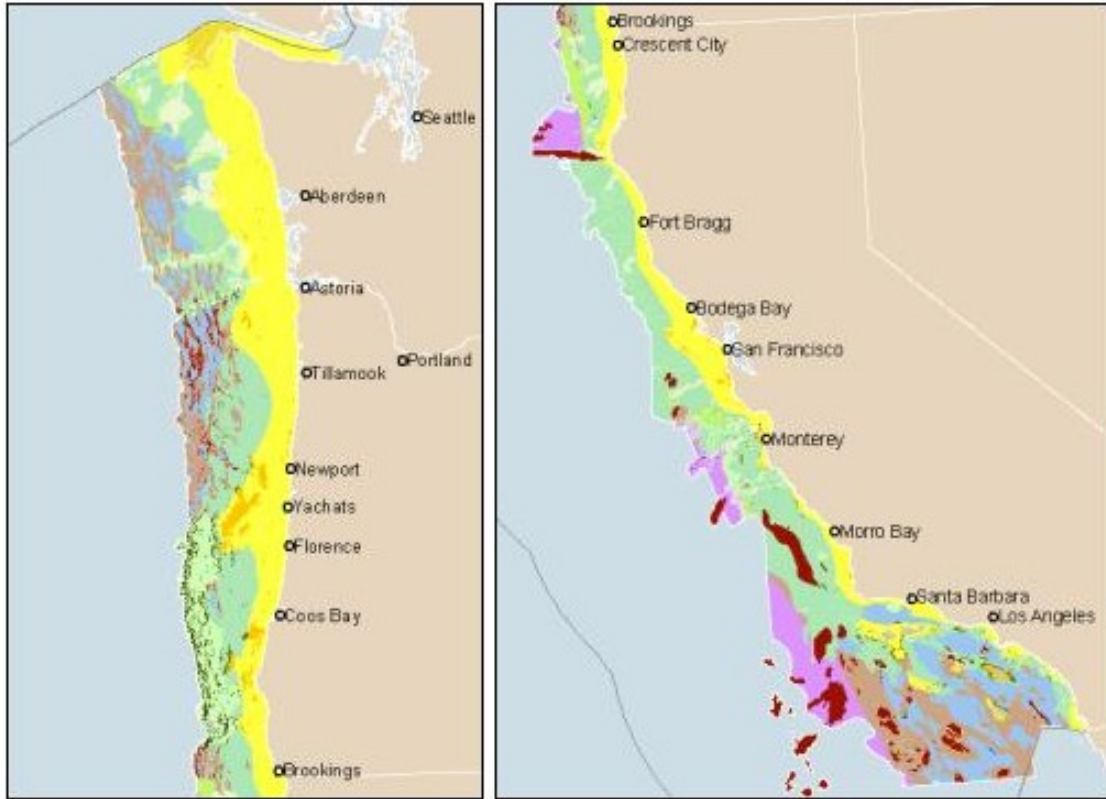 Seattle
Aberdeen
Astoria
Portland
Tillamook
Newport
Yachats
Florence
Coos Bay
Brookings
Brookings
Crescent City
Fort Bragg
Bodega Bay
San Francisco
Monterey
Morro Bay
Santa Barbara
Los Angeles